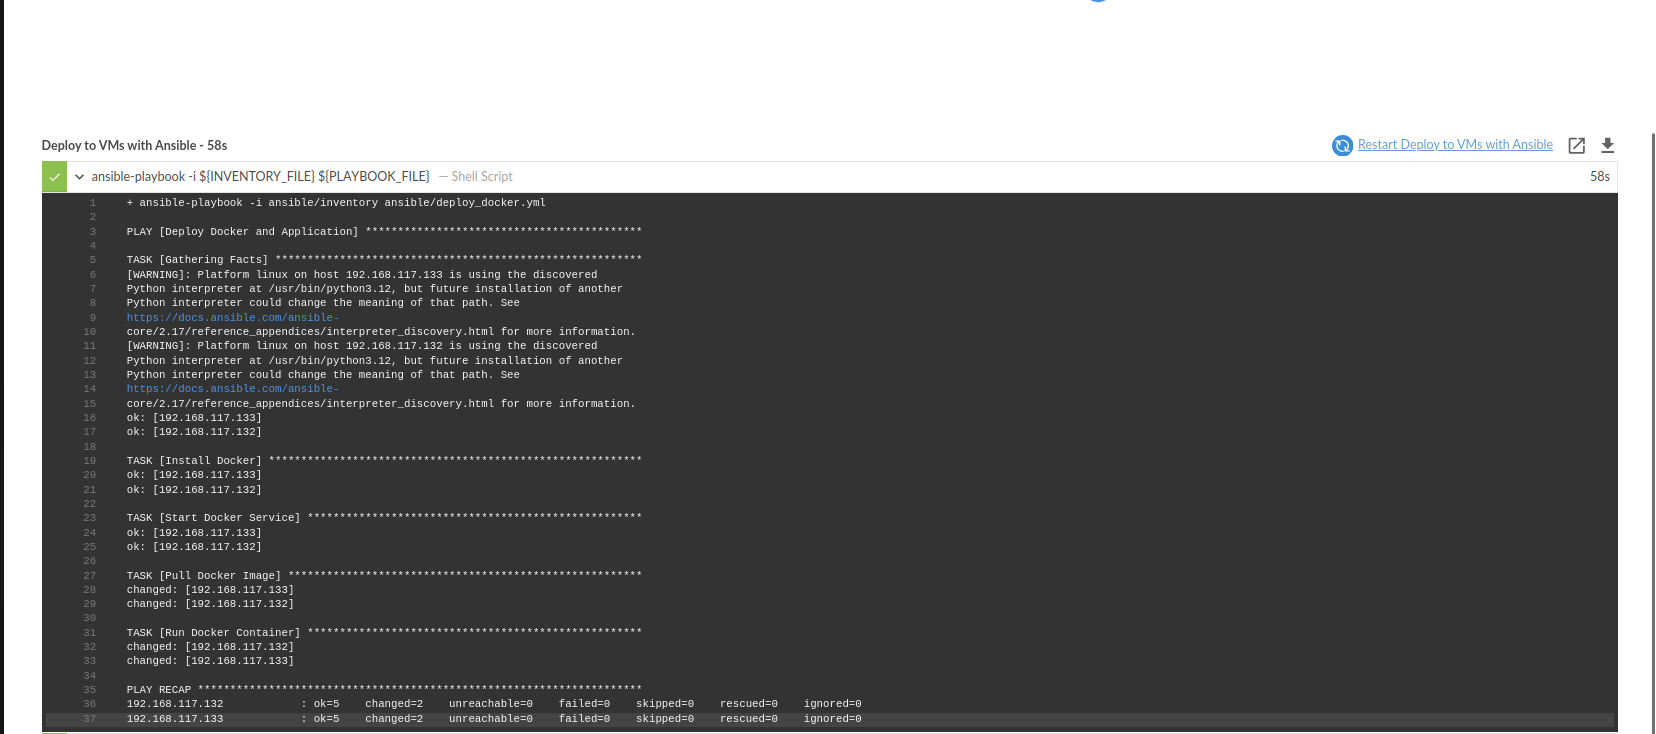 Deploy to VMs with Ansible - 58s
Restart Deploy to VMs with Ansible
ansible-playbook -i ${INVENTORY_FILE} ${PLAYBOOK_FILE} — Shell Script 58s
1 + ansible-playbook -i ansible/inventory ansible/deploy_docker.yml
2
3 PLAY [Deploy Docker and Application] *******************************************
4
5 TASK [Gathering Facts] *********************************************************
6 [WARNING]: Platform linux on host 192.168.117.133 is using the discovered
7 Python interpreter at /usr/bin/python3.12, but future installation of another
8 Python interpreter could change the meaning of that path. See
9 https://docs.ansible.com/ansible-
10 core/2.17/reference_appendices/interpreter_discovery.html for more information.
11 [WARNING]: Platform linux on host 192.168.117.132 is using the discovered
12 Python interpreter at /usr/bin/python3.12, but future installation of another
13 Python interpreter could change the meaning of that path. See
14 https://docs.ansible.com/ansible-
15 core/2.17/reference_appendices/interpreter_discovery.html for more information.
16 ok: [192.168.117.133]
17 ok: [192.168.117.132]
18
19 TASK [Install Docker] **********************************************************
20 ok: [192.168.117.133]
21 ok: [192.168.117.132]
22
23 TASK [Start Docker Service] ****************************************************
24 ok: [192.168.117.133]
25 ok: [192.168.117.132]
26
27 TASK [Pull Docker Image] *******************************************************
28 changed: [192.168.117.133]
29 changed: [192.168.117.132]
30
31 TASK [Run Docker Container] ****************************************************
32 changed: [192.168.117.132]
33 changed: [192.168.117.133]
34
35 PLAY RECAP *********************************************************************
36 192.168.117.132 : ok=5 changed=2 unreachable=0 failed=0 skipped=0 rescued=0 ignored=0
37 192.168.117.133 : ok=5 changed=2 unreachable=0 failed=0 skipped=0 rescued=0 ignored=0